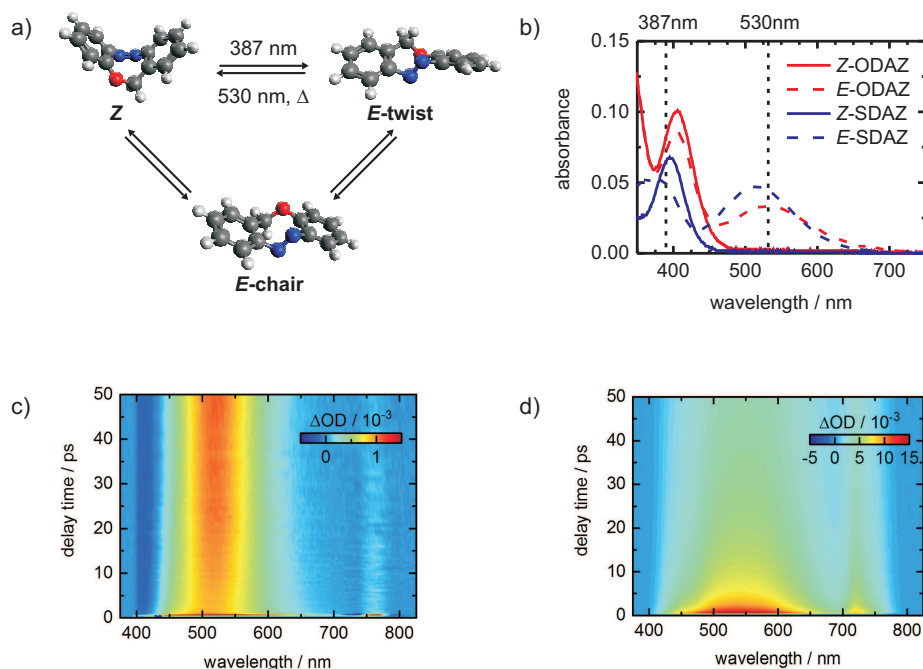 a)
387 nm
530 nm, Δ
Z
E-twist
E-chair
b)
387nm 530nm
0.15
0.10
0.05
0.00
absorbance
Z-ODAZ
E-ODAZ
Z-SDAZ
E-SDAZ
400 500 600 700
wavelength / nm
c)
50
40
30
20
10
0
delay time / ps
ΔOD / 10⁻³
0 1
400 500 600 700 800
wavelength / nm
d)
50
40
30
20
10
0
delay time / ps
ΔOD / 10⁻³
-5 0 5 10 15
400 500 600 700 800
wavelength / nm